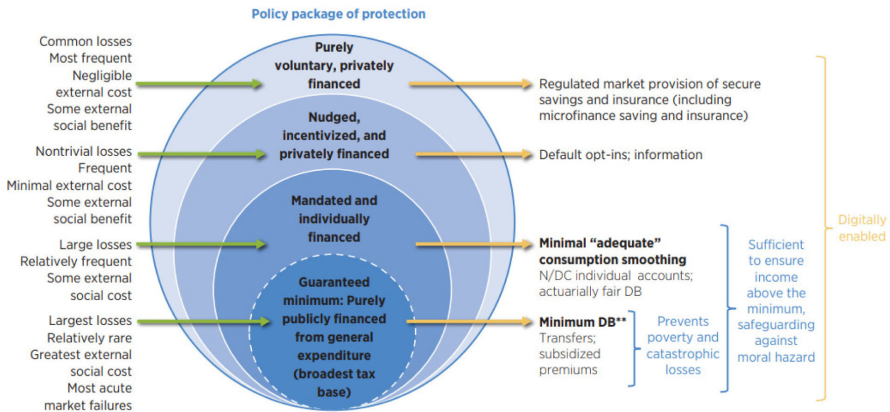 Policy package of protection
Common losses
Most frequent
Negligible
external cost
Some external
social benefit
Purely
voluntary, privately
financed
Regulated market provision of secure
savings and insurance (including
microfinance saving and insurance)
Nontrivial losses
Frequent
Minimal external cost
Some external
social benefit
Nudged,
incentivized, and
privately financed
Default opt-ins; information
Large losses
Relatively frequent
Some external
social cost
Mandated and
individually
financed
Minimal “adequate”
consumption smoothing
N/DC individual accounts;
actuarially fair DB
Largest losses
Relatively rare
Greatest external
social cost
Most acute
market failures
Guaranteed
minimum: Purely
publicly financed
from general
expenditure
(broadest tax
base)
Minimum DB**
Transfers;
subsidized
premiums
Prevents
poverty and
catastrophic
losses
Sufficient
to ensure
income
above the
minimum,
safeguarding
against
moral hazard
Digitally
enabled